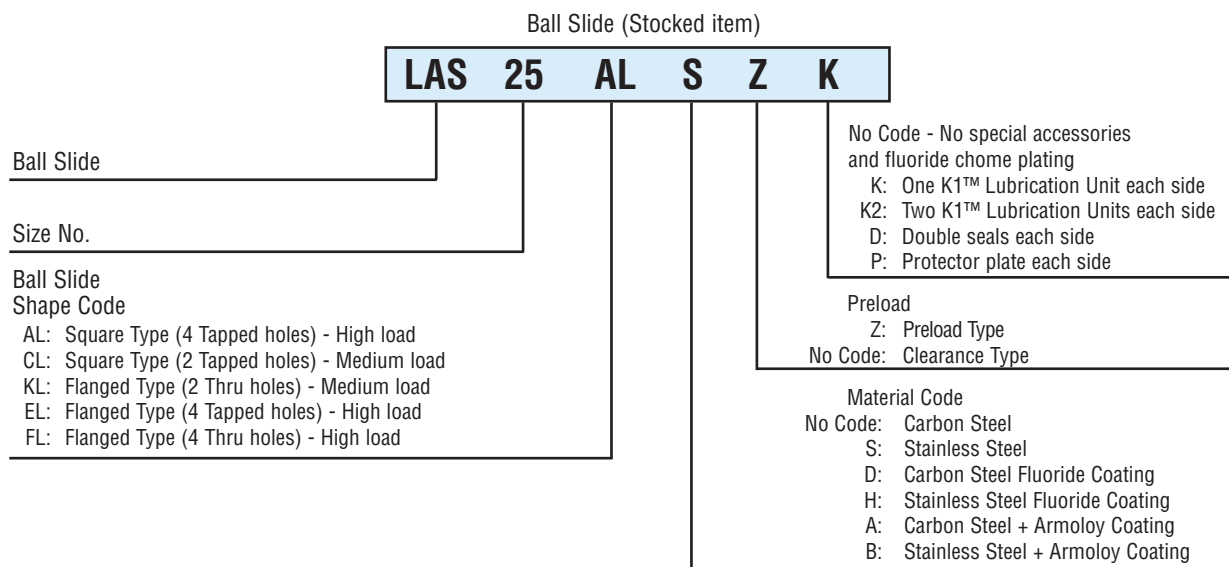 Ball Slide (Stocked item)
LAS 25 AL S Z K
Ball Slide
Size No.
Ball Slide
Shape Code
AL: Square Type (4 Tapped holes) - High load
CL: Square Type (2 Tapped holes) - Medium load
KL: Flanged Type (2 Thru holes) - Medium load
EL: Flanged Type (4 Tapped holes) - High load
FL: Flanged Type (4 Thru holes) - High load
No Code - No special accessories
and fluoride chome plating
K: One K1™ Lubrication Unit each side
K2: Two K1™ Lubrication Units each side
D: Double seals each side
P: Protector plate each side
Preload
Z: Preload Type
No Code: Clearance Type
Material Code
No Code: Carbon Steel
S: Stainless Steel
D: Carbon Steel Fluoride Coating
H: Stainless Steel Fluoride Coating
A: Carbon Steel + Armoloy Coating
B: Stainless Steel + Armoloy Coating